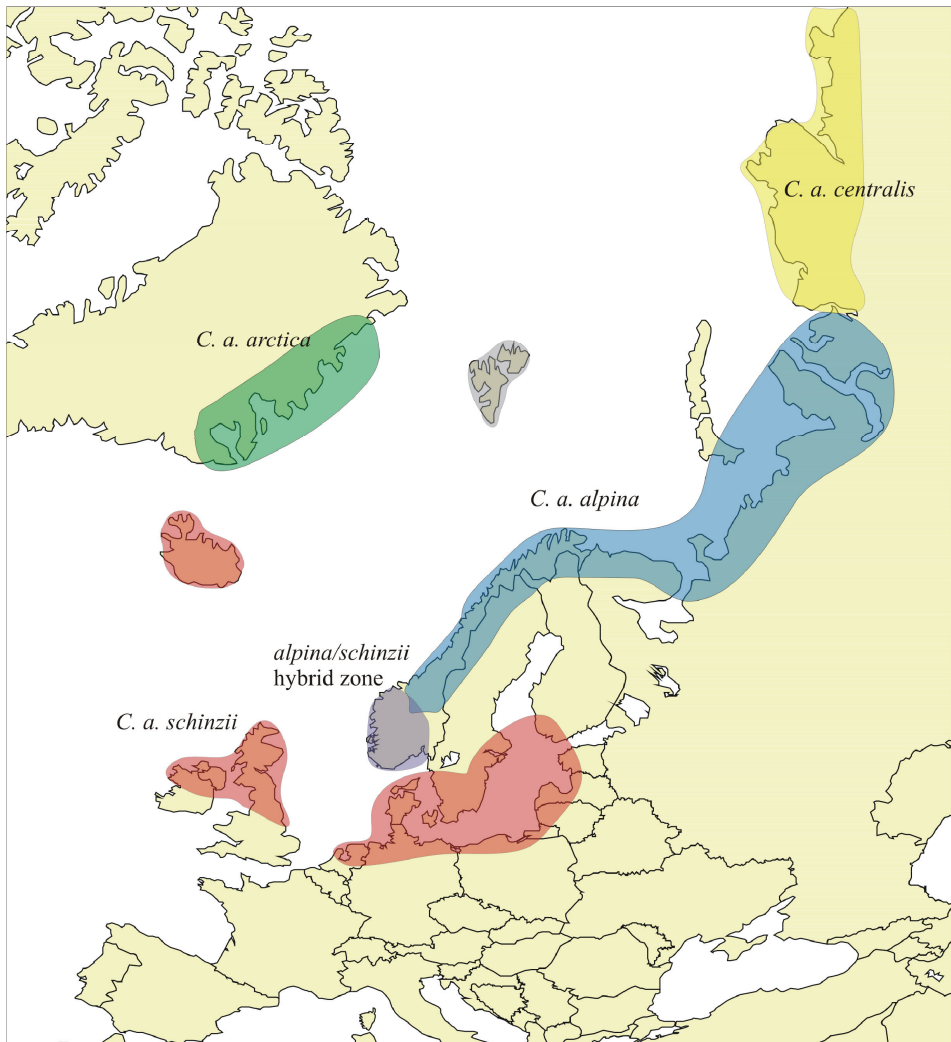 C. a. centralis
C. a. arctica
C. a. alpina
alpina/schinzii
hybrid zone
C. a. schinzii